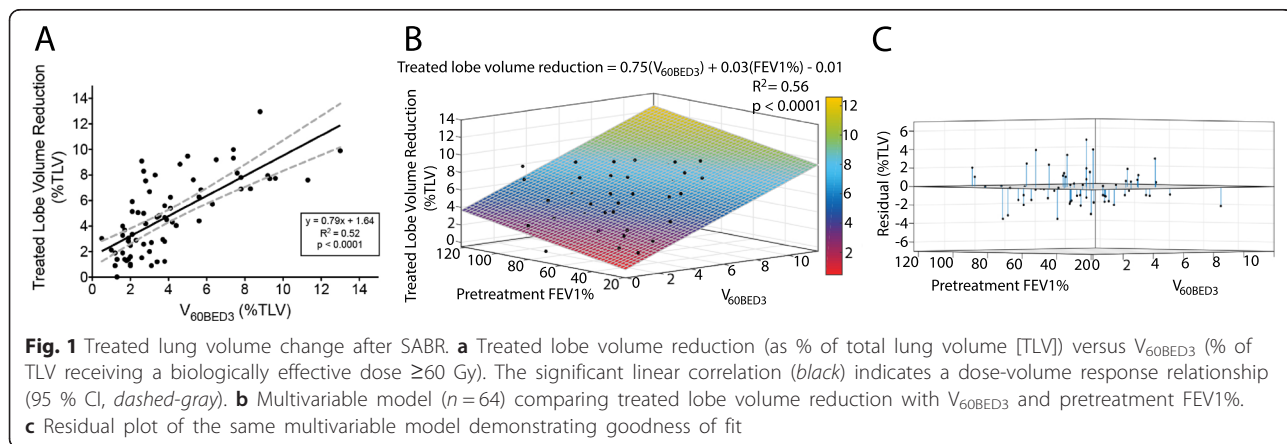 A
B
C
Treated Lobe Volume Reduction
(%TLV)
14
12
10
8
6
4
2
0
0 2 4 6 8 10 12 14
V60BED3 (%TLV)
y = 0.79x + 1.64
R² = 0.52
p < 0.0001
Treated lobe volume reduction = 0.75(V60BED3) + 0.03(FEV1%) - 0.01
R² = 0.56
p < 0.0001
Treated Lobe Volume Reduction
(%TLV)
14
12
10
8
6
4
2
0
100 80 60 40 20
Pretreatment FEV1%
0 2 4 6 8 10
V60BED3
12
10
8
6
4
2
Residual (%TLV)
6
4
2
0
-2
-4
-6
120 100 80 60 40 20 0 2 4 6 8 10
Pretreatment FEV1%
V60BED3
Fig. 1 Treated lung volume change after SABR. a Treated lobe volume reduction (as % of total lung volume [TLV]) versus V60BED3 (% of
TLV receiving a biologically effective dose ≥60 Gy). The significant linear correlation (black) indicates a dose-volume response relationship
(95 % CI, dashed-gray). b Multivariable model (n = 64) comparing treated lobe volume reduction with V60BED3 and pretreatment FEV1%.
c Residual plot of the same multivariable model demonstrating goodness of fit